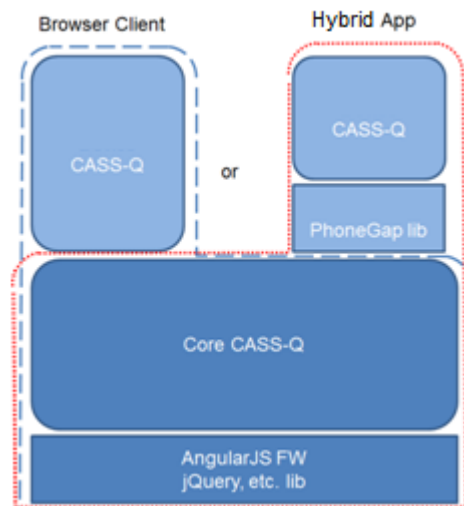 Browser Client
Hybrid App
CASS-Q
or
CASS-Q
PhoneGap lib
Core CASS-Q
AngularJS FW
jQuery, etc. lib